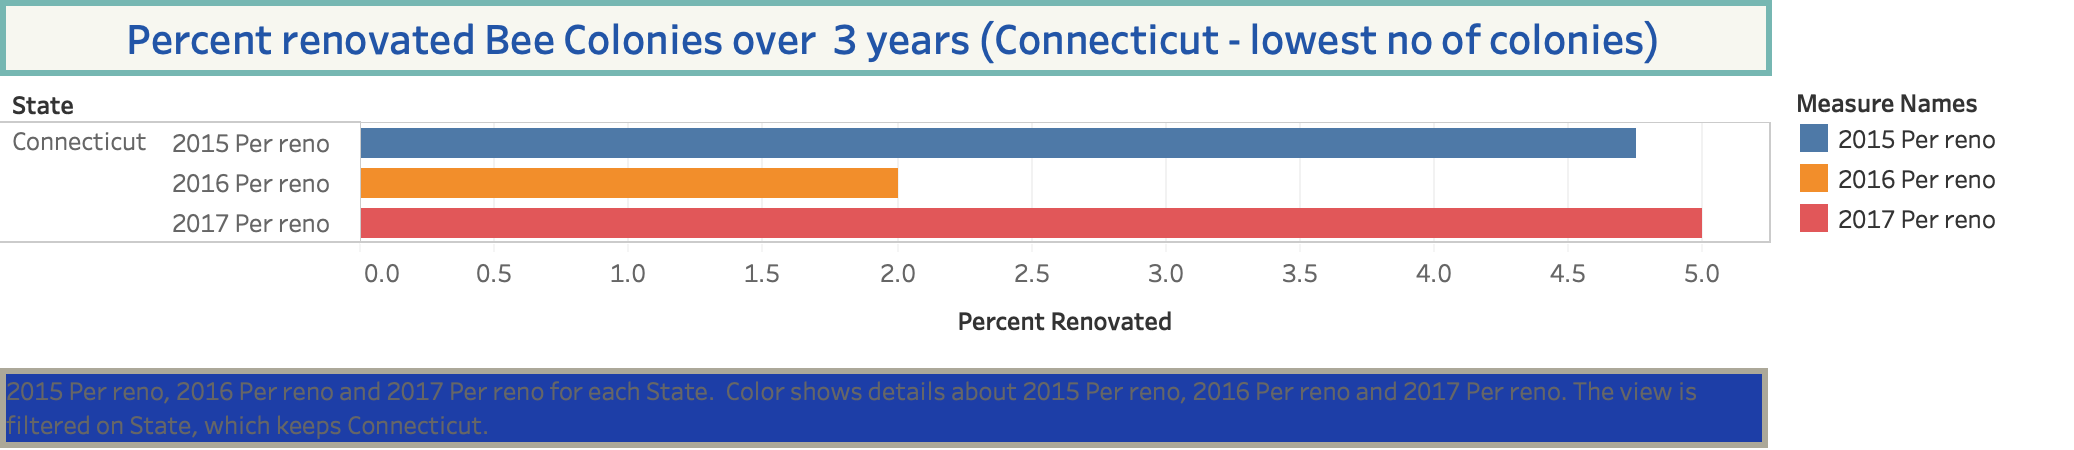 Percent renovated Bee Colonies over  3 years (Connecticut - lowest no of colonies)
State
Connecticut
2015 Per reno
2016 Per reno
2017 Per reno
0.0 0.5 1.0 1.5 2.0 2.5 3.0 3.5 4.0 4.5 5.0
Percent Renovated
Measure Names
2015 Per reno
2016 Per reno
2017 Per reno
2015 Per reno, 2016 Per reno and 2017 Per reno for each State.  Color shows details about 2015 Per reno, 2016 Per reno and 2017 Per reno. The view is
filtered on State, which keeps Connecticut.